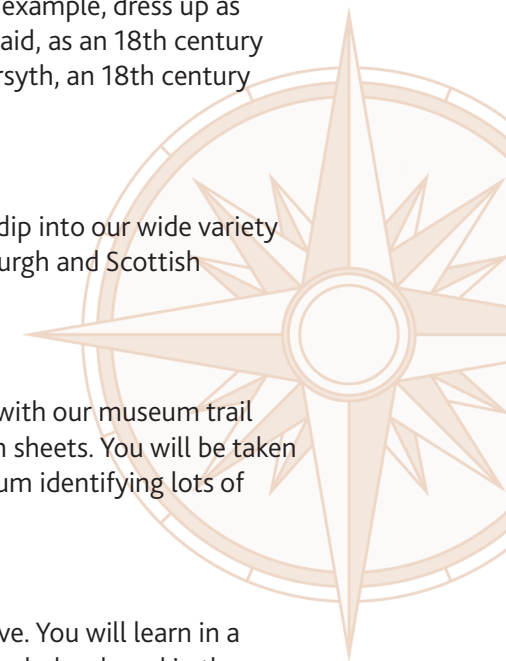 example, dress up as
aid, as an 18th century
rsyth, an 18th century
dip into our wide variety
urgh and Scottish
with our museum trail
n sheets. You will be taken
um identifying lots of
ve. You will learn in a